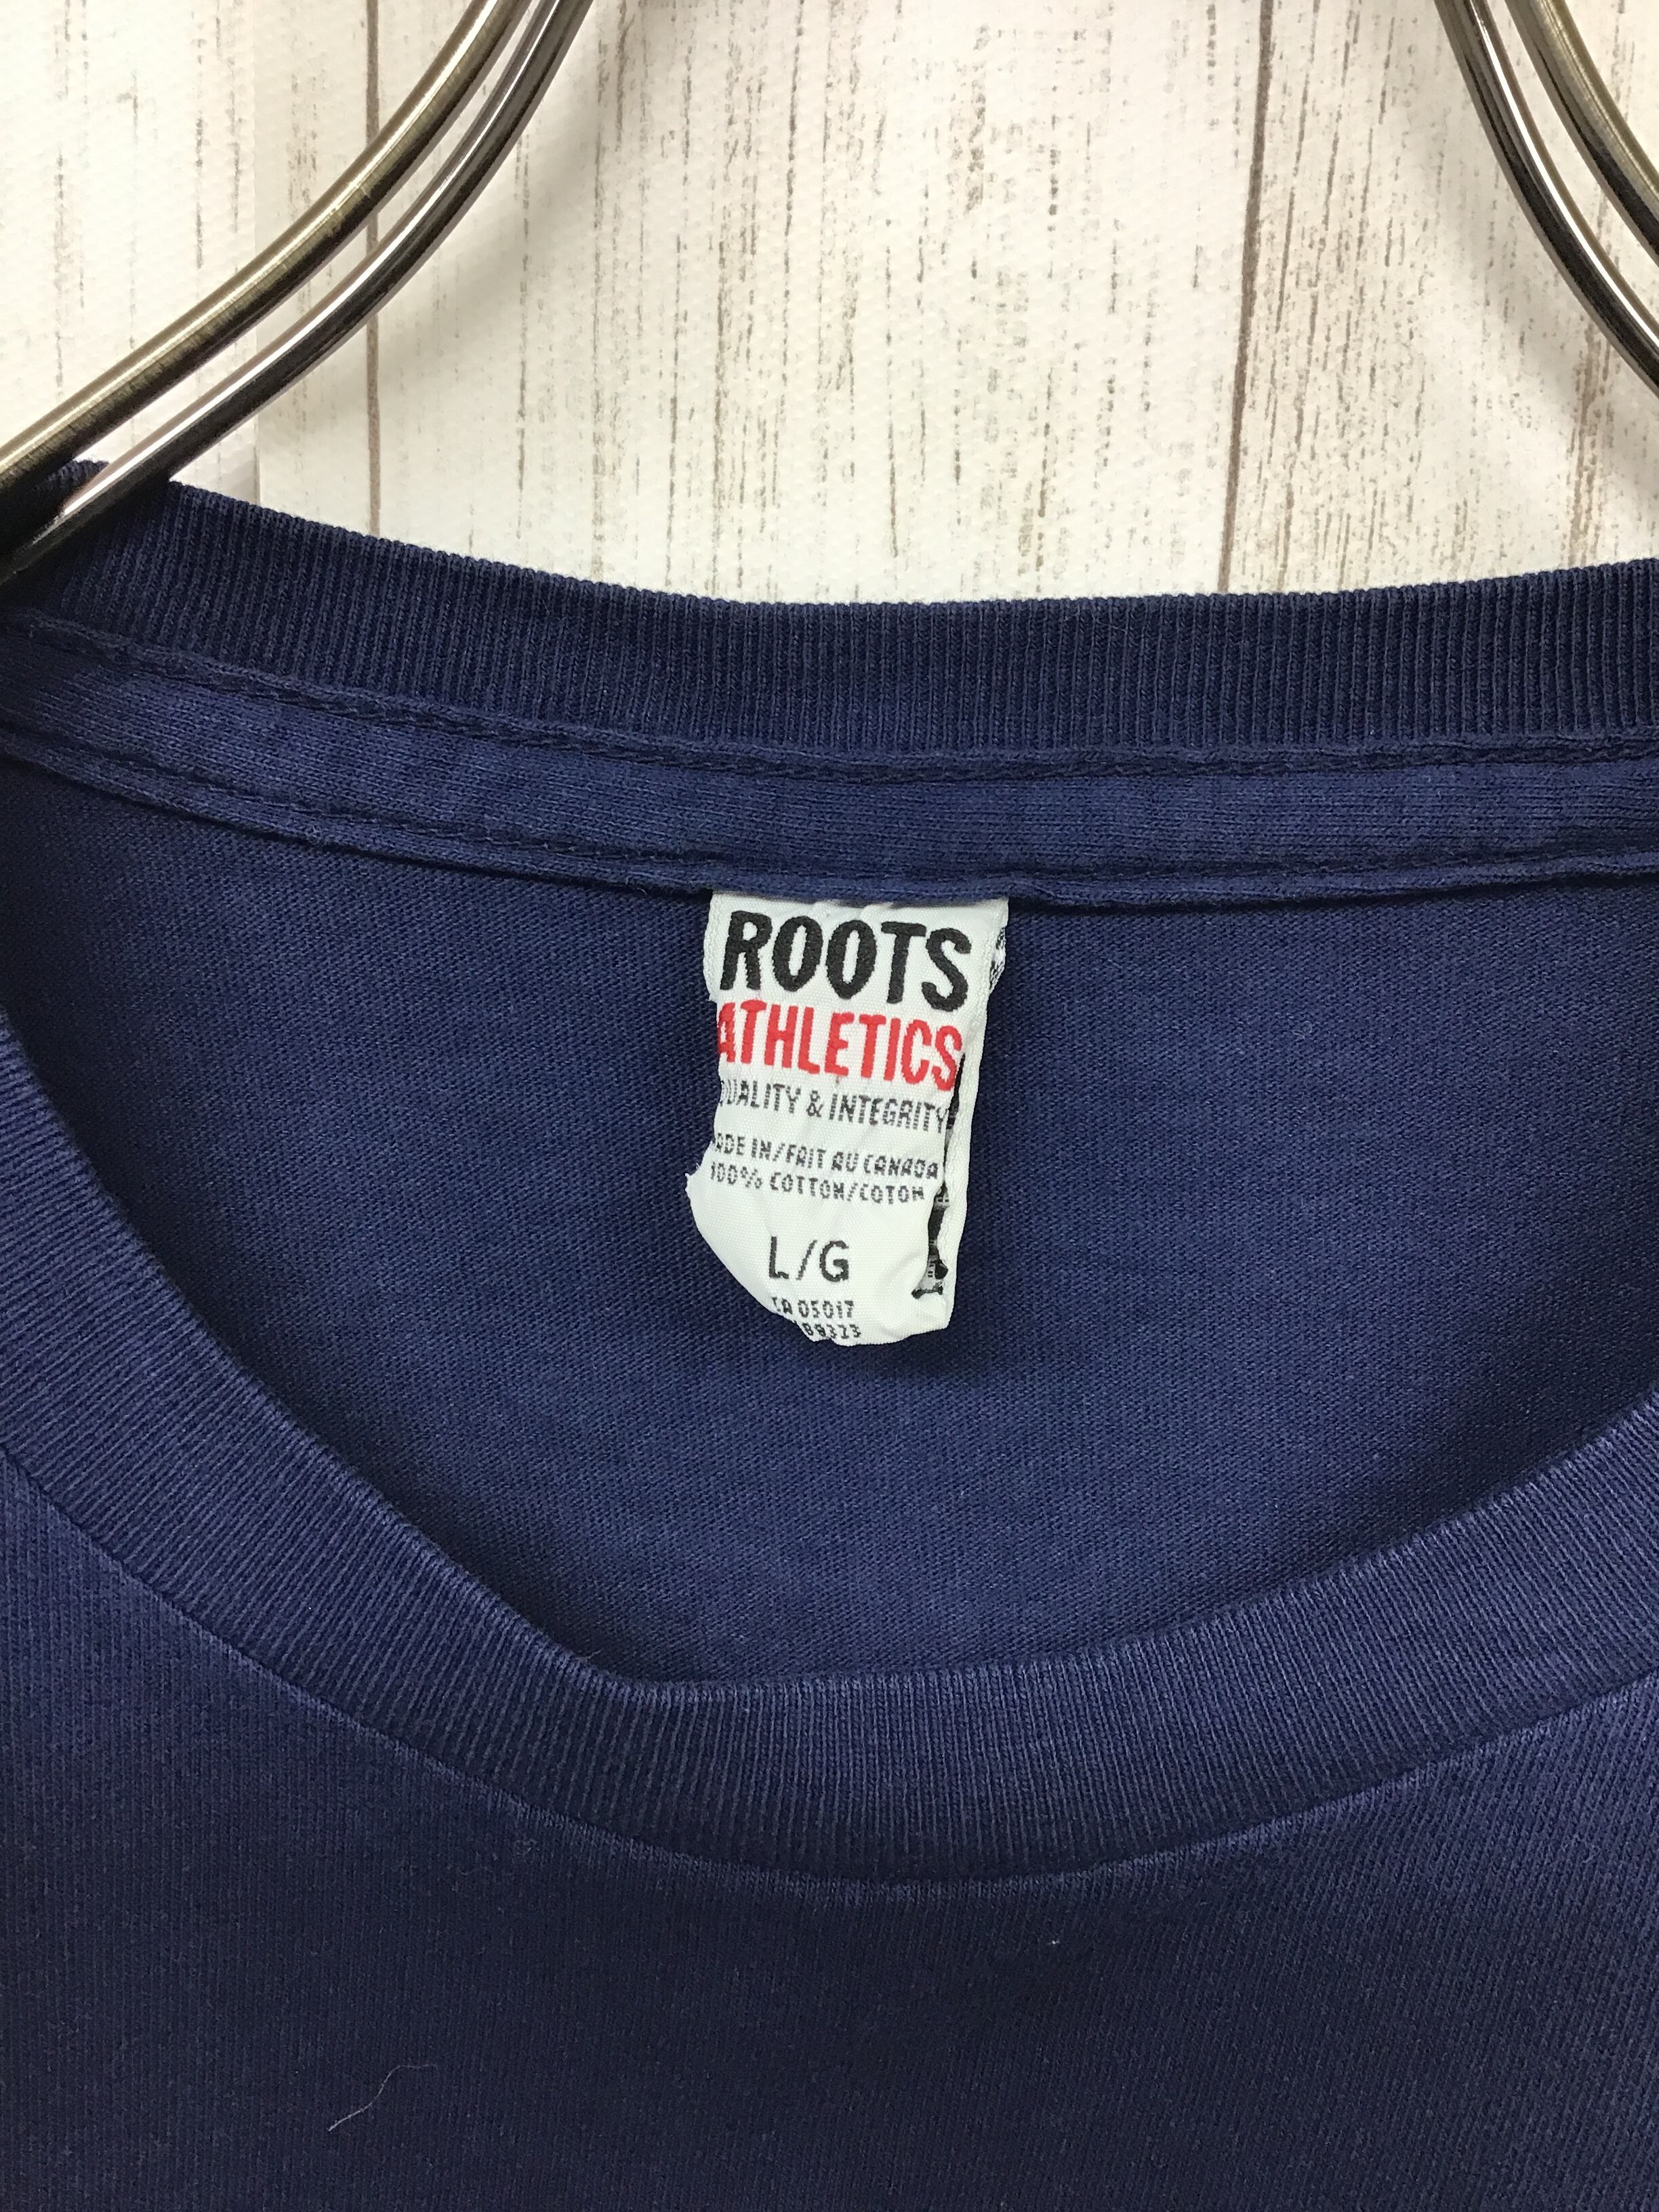 ROOTS
ATHLETICS
QUALITY & INTEGRITY
MADE IN/FAIT AU CANADA
100% COTTON/COTON
L/G
CA 05017